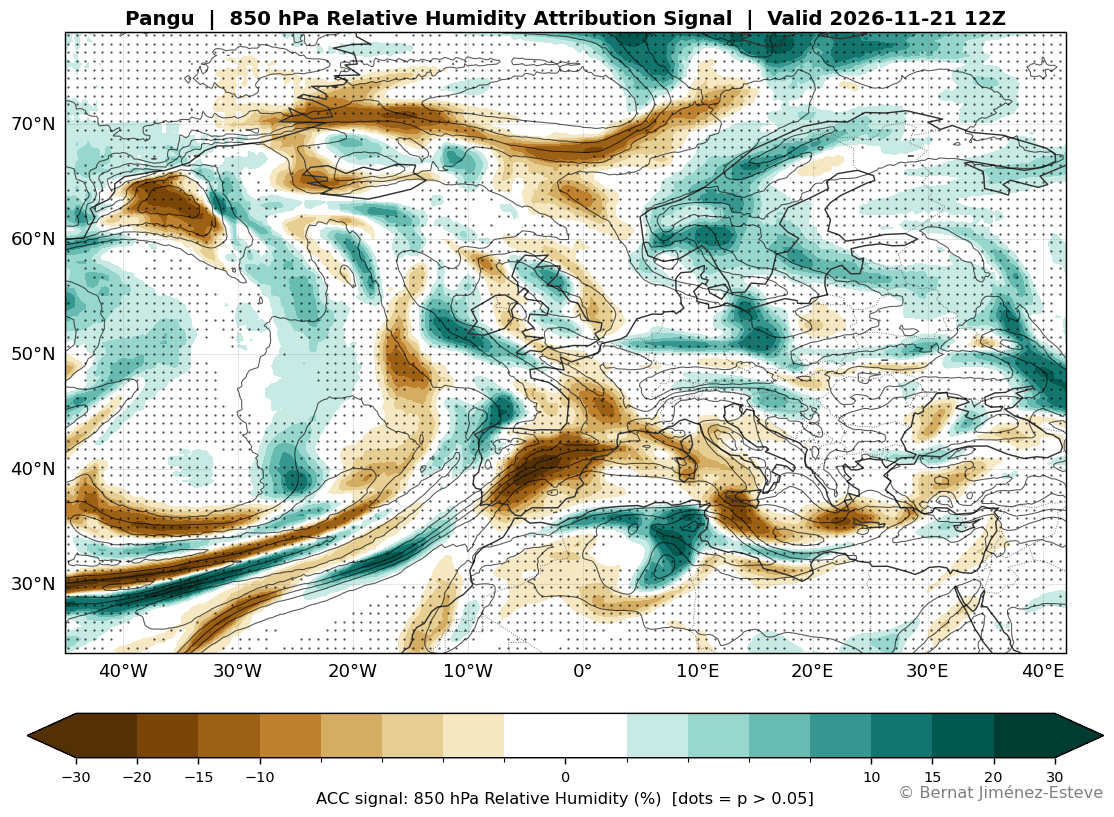 Pangu | 850 hPa Relative Humidity Attribution Signal | Valid 2026-11-21 12Z
70°N
60°N
50°N
40°N
30°N
40°W 30°W 20°W 10°W 0° 10°E 20°E 30°E 40°E
−30 −20 −15 −10 0 10 15 20 30
ACC signal: 850 hPa Relative Humidity (%) [dots = p > 0.05]
© Bernat Jiménez-Esteve